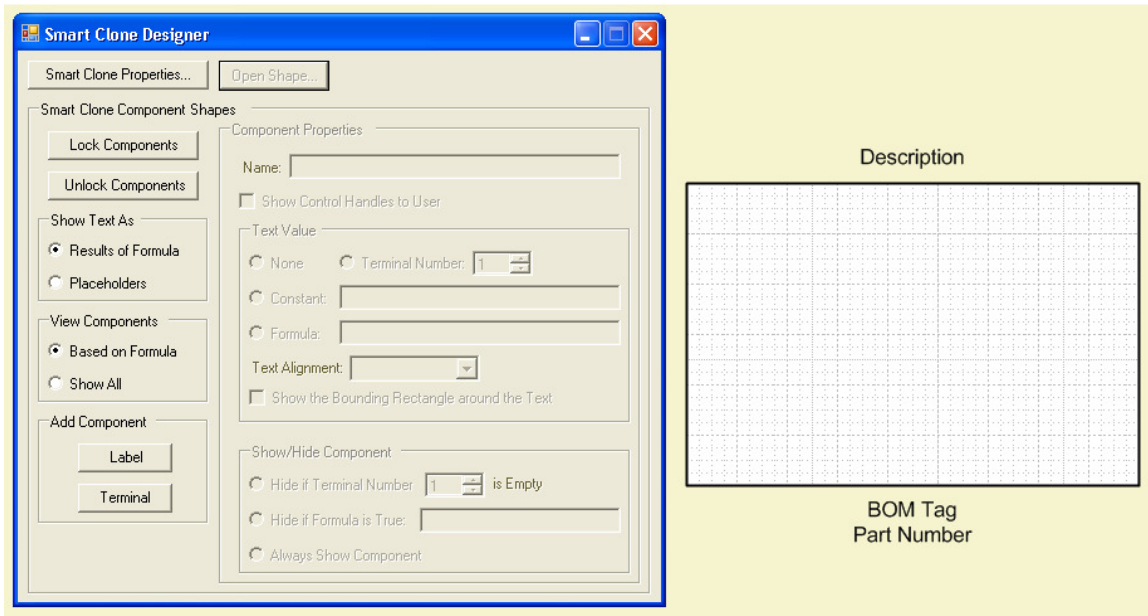 Smart Clone Designer
Smart Clone Properties...
Open Shape...
Smart Clone Component Shapes
Lock Components
Unlock Components
Show Text As
Results of Formula
Placeholders
View Components
Based on Formula
Show All
Add Component
Label
Terminal
Component Properties
Name:
Show Control Handles to User
Text Value
None Terminal Number: 1
Constant:
Formula:
Text Alignment:
Show the Bounding Rectangle around the Text
Show/Hide Component
Hide if Terminal Number 1 is Empty
Hide if Formula is True:
Always Show Component
Description
BOM Tag
Part Number